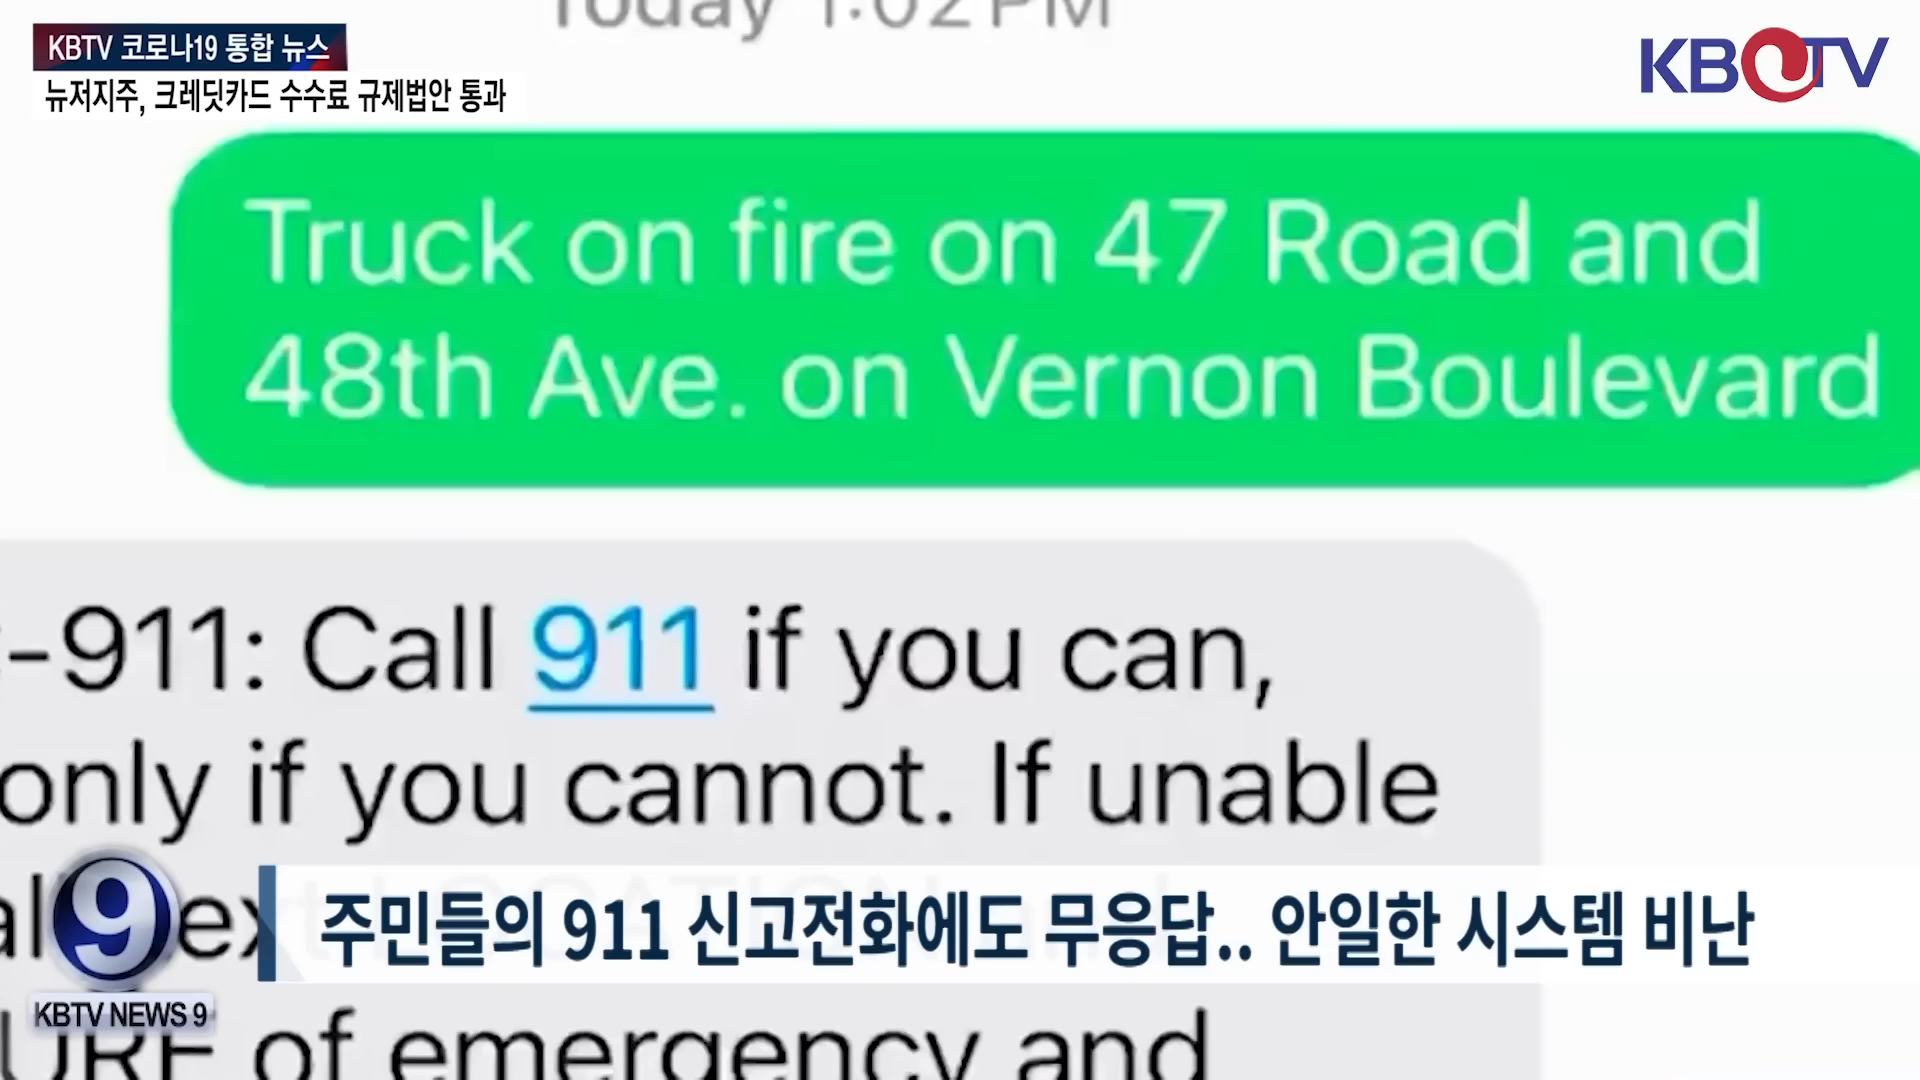 Today 1:02 PM
KBTV 코로나19 통합 뉴스
KBTV
뉴저지주, 크레딧카드 수수료 규제법안 통과
Truck on fire on 47 Road and
48th Ave. on Vernon Boulevard
-911: Call 911 if you can,
only if you cannot. If unable
9
주민들의 911 신고전화에도 무응답.. 안일한 시스템 비난
KBTV NEWS 9
of emergency and